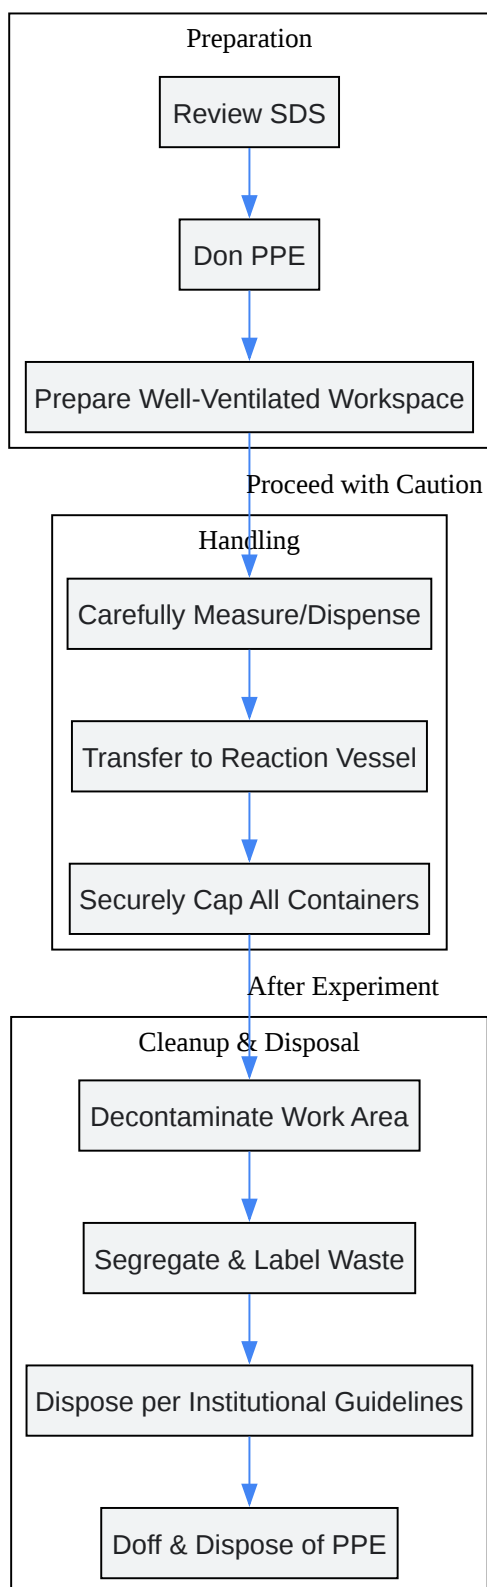 Preparation
Review SDS
Don PPE
Prepare Well-Ventilated Workspace
Proceed with Caution
Handling
Carefully Measure/Dispense
Transfer to Reaction Vessel
Securely Cap All Containers
After Experiment
Cleanup & Disposal
Decontaminate Work Area
Segregate & Label Waste
Dispose per Institutional Guidelines
Doff & Dispose of PPE